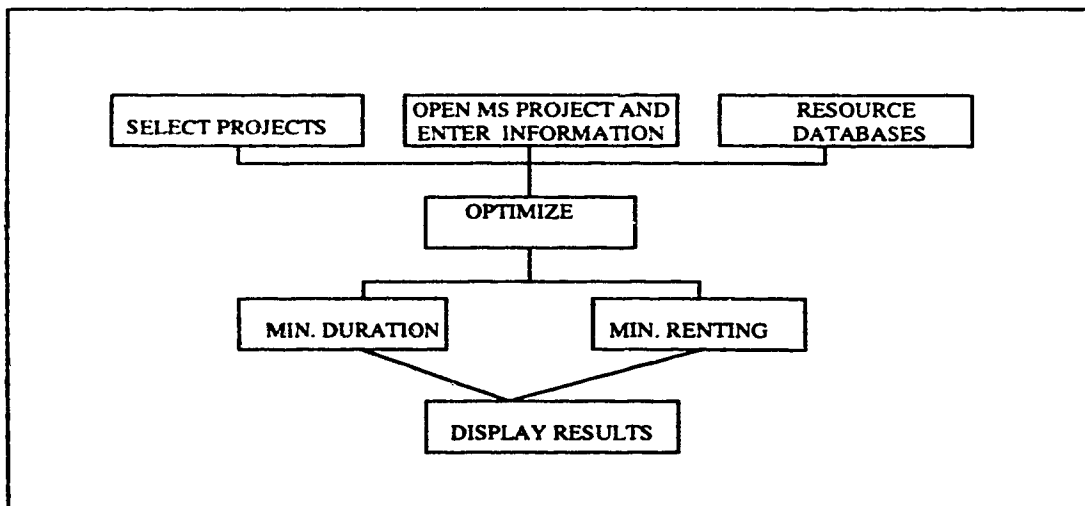 SELECT PROJECTS
OPEN MS PROJECT AND
ENTER INFORMATION
RESOURCE
DATABASES
OPTIMIZE
MIN. DURATION
MIN. RENTING
DISPLAY RESULTS